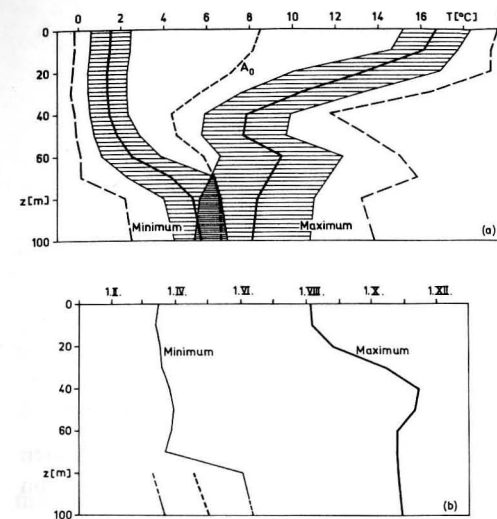 0 2 4 6 8 10 12 14 16 T[°C]
0
A₀
20
40
60
z[m]
Minimum Maximum
100 (a)
1.II. 1.IV. 1.VI. 1.VIII. 1.X. 1.XII.
0
Minimum Maximum
20
40
60
z[m]
100 (b)